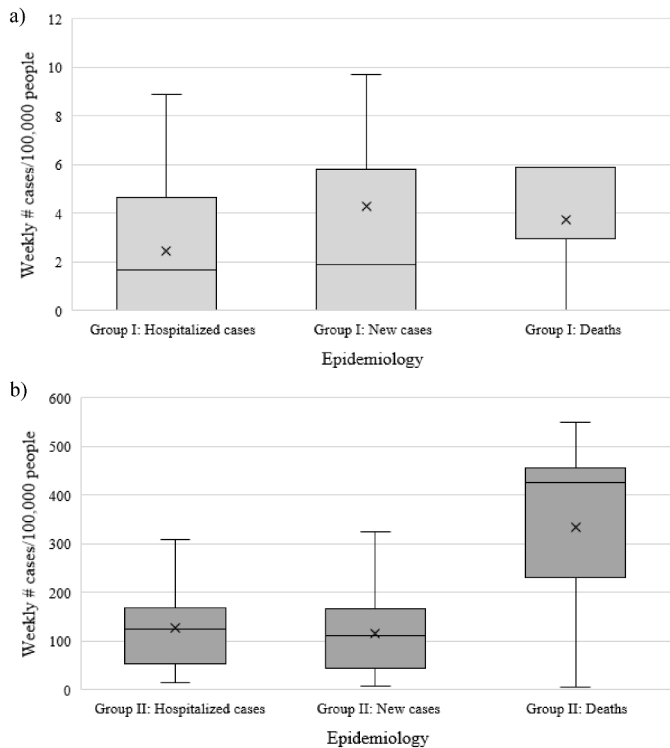 a)
Weekly # cases/100,000 people
12
10
8
6
4
2
0
Group I: Hospitalized cases
Group I: New cases
Group I: Deaths
Epidemiology
b)
Weekly # cases/100,000 people
600
500
400
300
200
100
0
Group II: Hospitalized cases
Group II: New cases
Group II: Deaths
Epidemiology